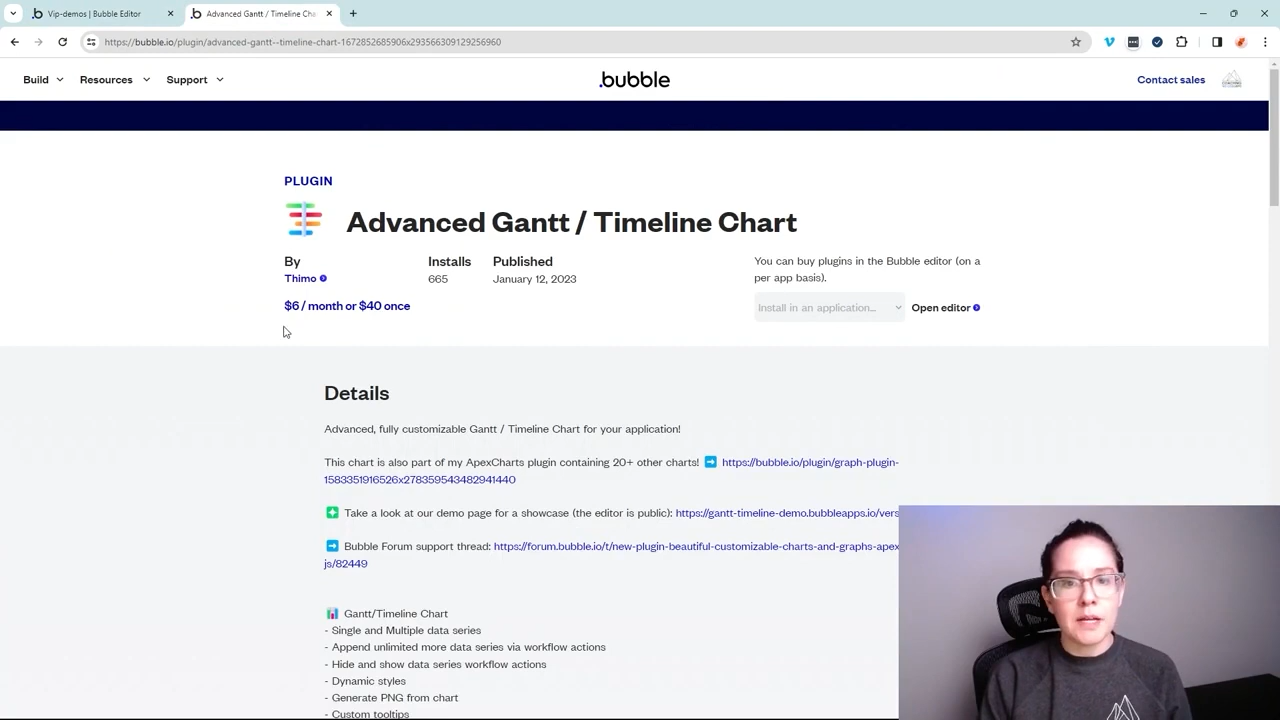 Vip-demos | Bubble Editor
Advanced Gantt / Timeline Cha
https://bubble.io/plugin/advanced-gantt--timeline-chart-1672852685906x293566309129256960
Build
Resources
Support
.bubble
Contact sales
PLUGIN
Advanced Gantt / Timeline Chart
By
Installs
Published
Thimo
665
January 12, 2023
$6 / month or $40 once
You can buy plugins in the Bubble editor (on a
per app basis).
Install in an application...
Open editor
Details
Advanced, fully customizable Gantt / Timeline Chart for your application!
This chart is also part of my ApexCharts plugin containing 20+ other charts! ➡ https://bubble.io/plugin/graph-plugin-
1583351916526x278359543482941440
Take a look at our demo page for a showcase (the editor is public): https://gantt-timeline-demo.bubbleapps.io/vers
➡ Bubble Forum support thread: https://forum.bubble.io/t/new-plugin-beautiful-customizable-charts-and-graphs-apex
js/82449
📊 Gantt/Timeline Chart
- Single and Multiple data series
- Append unlimited more data series via workflow actions
- Hide and show data series workflow actions
- Dynamic styles
- Generate PNG from chart
- Custom tooltips